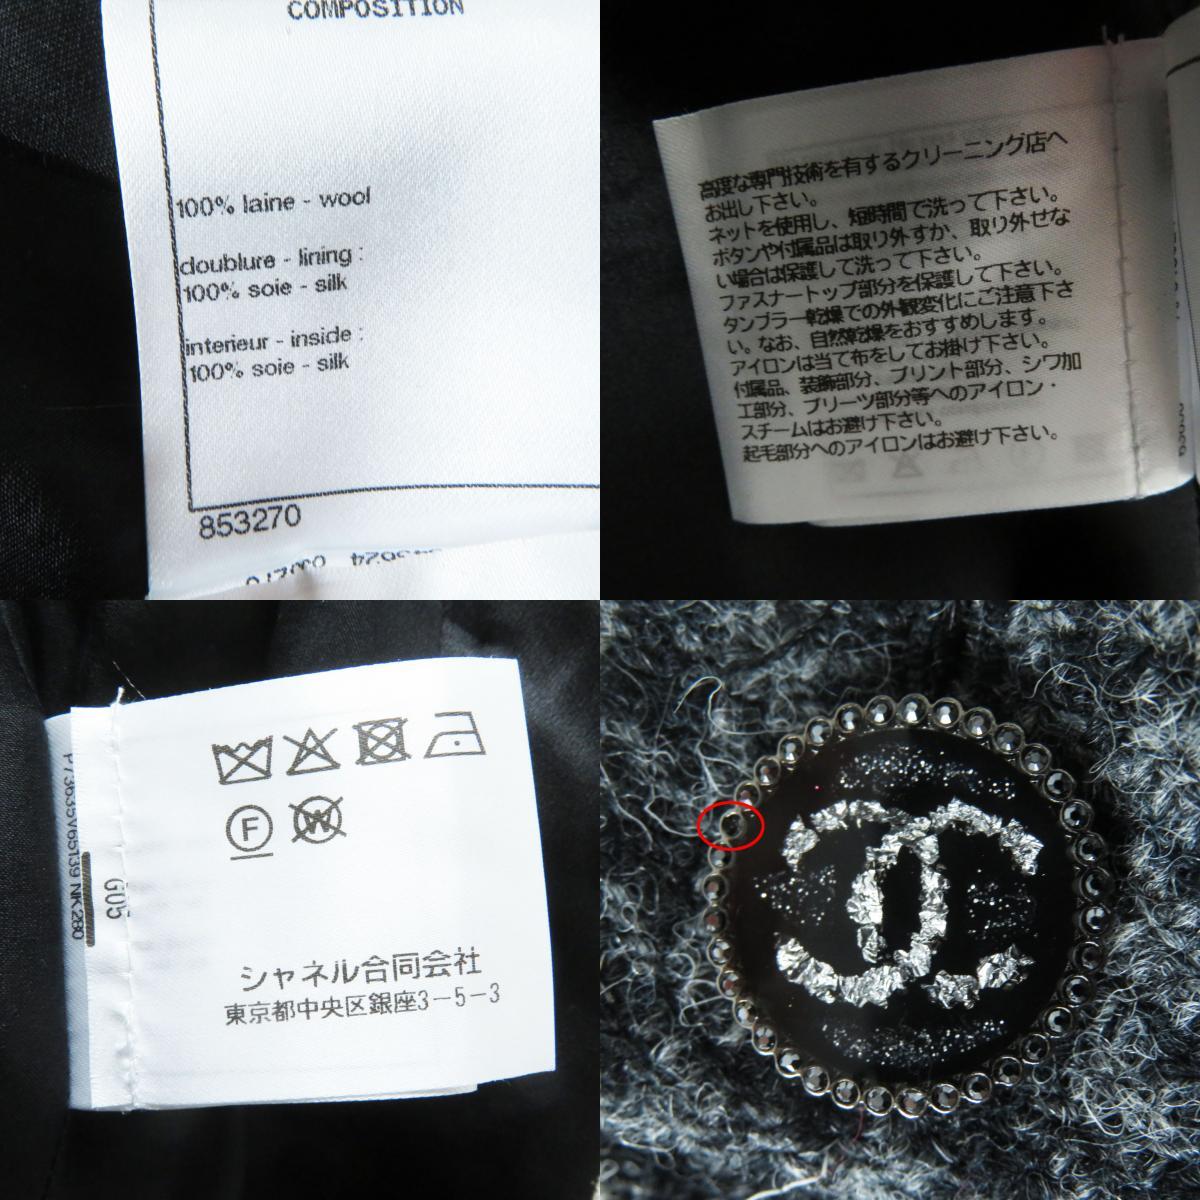 COMPOSITION
100% laine - wool
doublure - lining :
100% soie - silk
interieur - inside :
100% soie - silk
853270
高度な専門技術を有するクリーニング店へ
お出し下さい。
ネットを使用し、短時間で洗って下さい。
ボタンや付属品は取り外すか、取り外せな
い場合は保護して洗って下さい。
ファスナートップ部分を保護して下さい。
タンブラー乾燥での外観変化にご注意下さ
い。なお、自然乾燥をおすすめします。
アイロンは当て布をしてお掛け下さい。
付属品、装飾部分、プリント部分、シワ加
工部分、プリーツ部分等へのアイロン・
スチームはお避け下さい。
起毛部分へのアイロンはお避け下さい。
F
W
P73635V65139 NK280
G05
シャネル合同会社
東京都中央区銀座3-5-3